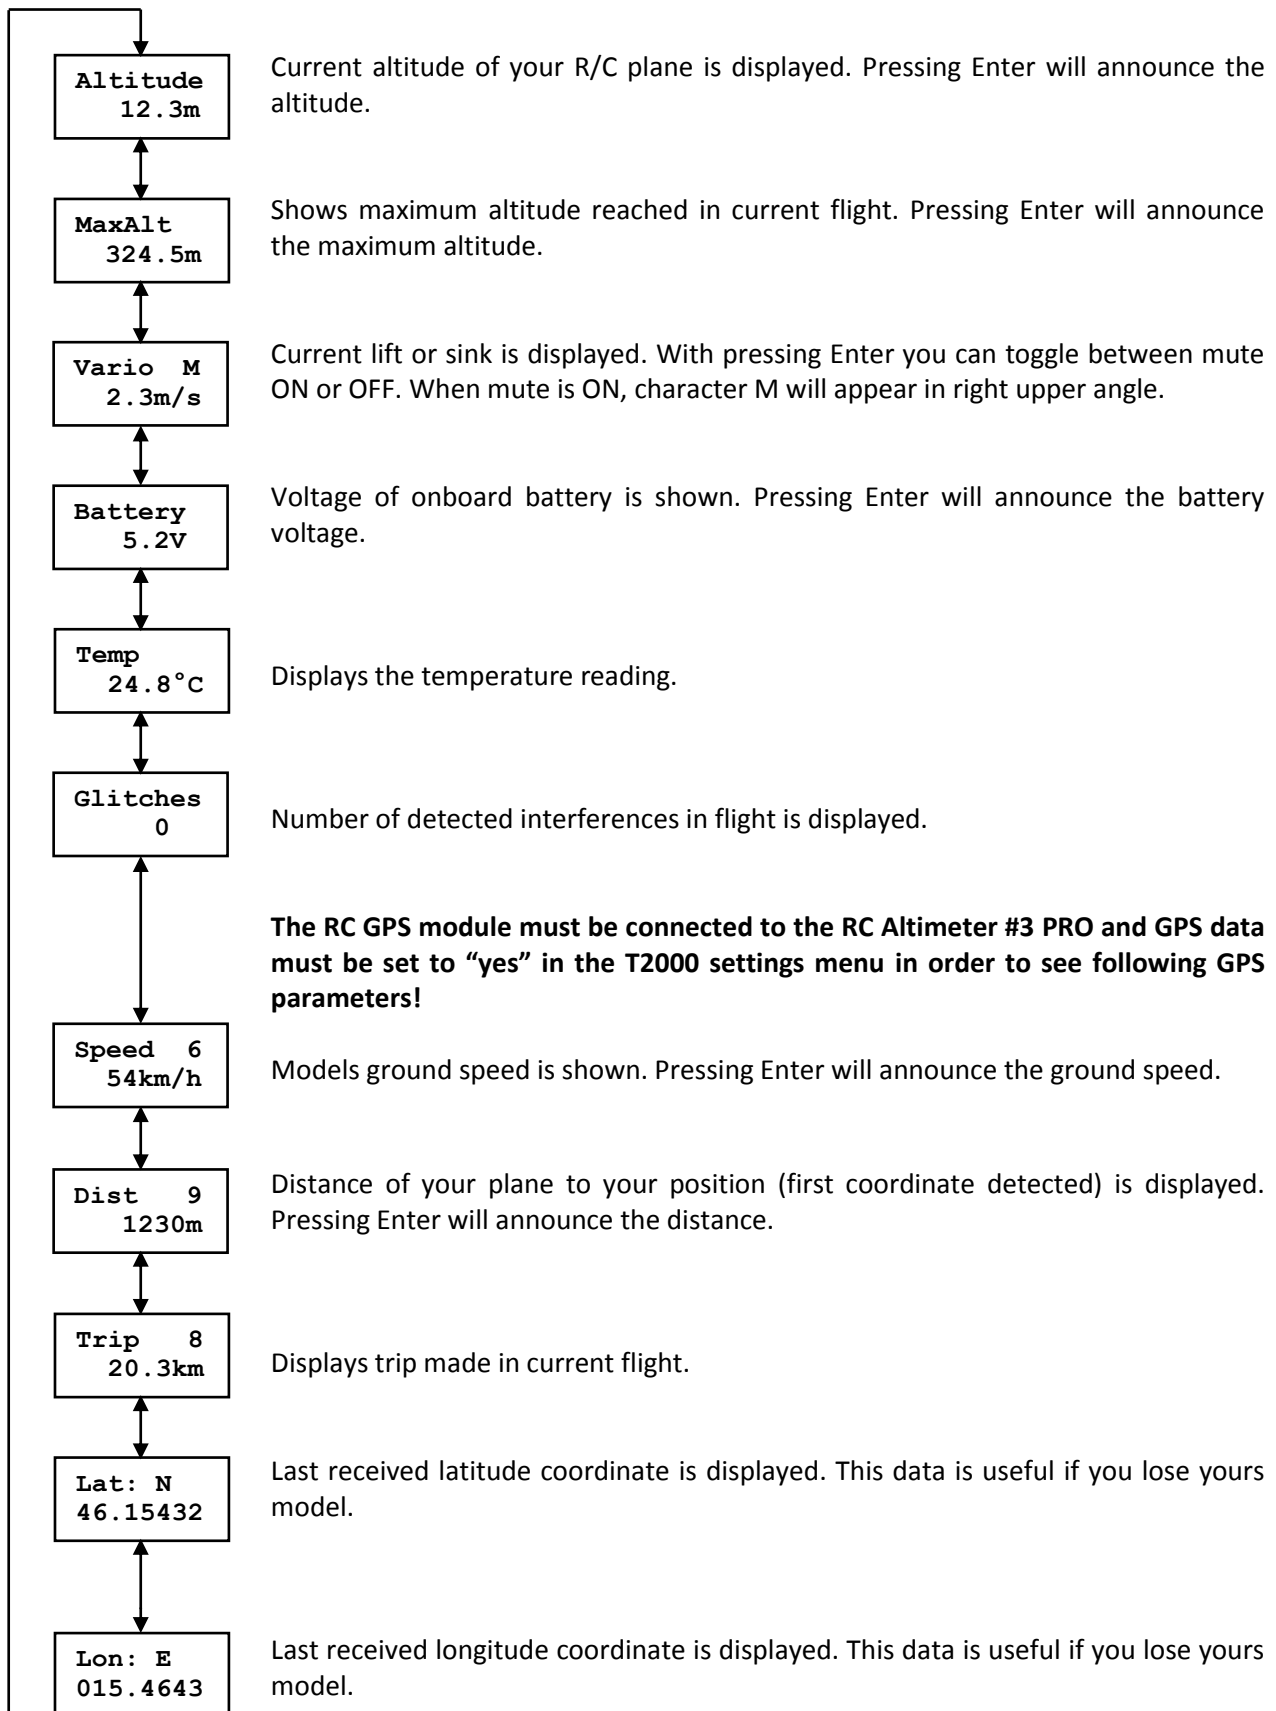 Altitude
12.3m
Current altitude of your R/C plane is displayed. Pressing Enter will announce the
altitude.
MaxAlt
324.5m
Shows maximum altitude reached in current flight. Pressing Enter will announce
the maximum altitude.
Vario M
2.3m/s
Current lift or sink is displayed. With pressing Enter you can toggle between mute
ON or OFF. When mute is ON, character M will appear in right upper angle.
Battery
5.2V
Voltage of onboard battery is shown. Pressing Enter will announce the battery
voltage.
Temp
24.8°C
Displays the temperature reading.
Glitches
0
Number of detected interferences in flight is displayed.
The RC GPS module must be connected to the RC Altimeter #3 PRO and GPS data
must be set to “yes” in the T2000 settings menu in order to see following GPS
parameters!
Speed 6
54km/h
Models ground speed is shown. Pressing Enter will announce the ground speed.
Dist 9
1230m
Distance of your plane to your position (first coordinate detected) is displayed.
Pressing Enter will announce the distance.
Trip 8
20.3km
Displays trip made in current flight.
Lat: N
46.15432
Last received latitude coordinate is displayed. This data is useful if you lose yours
model.
Lon: E
015.4643
Last received longitude coordinate is displayed. This data is useful if you lose yours
model.